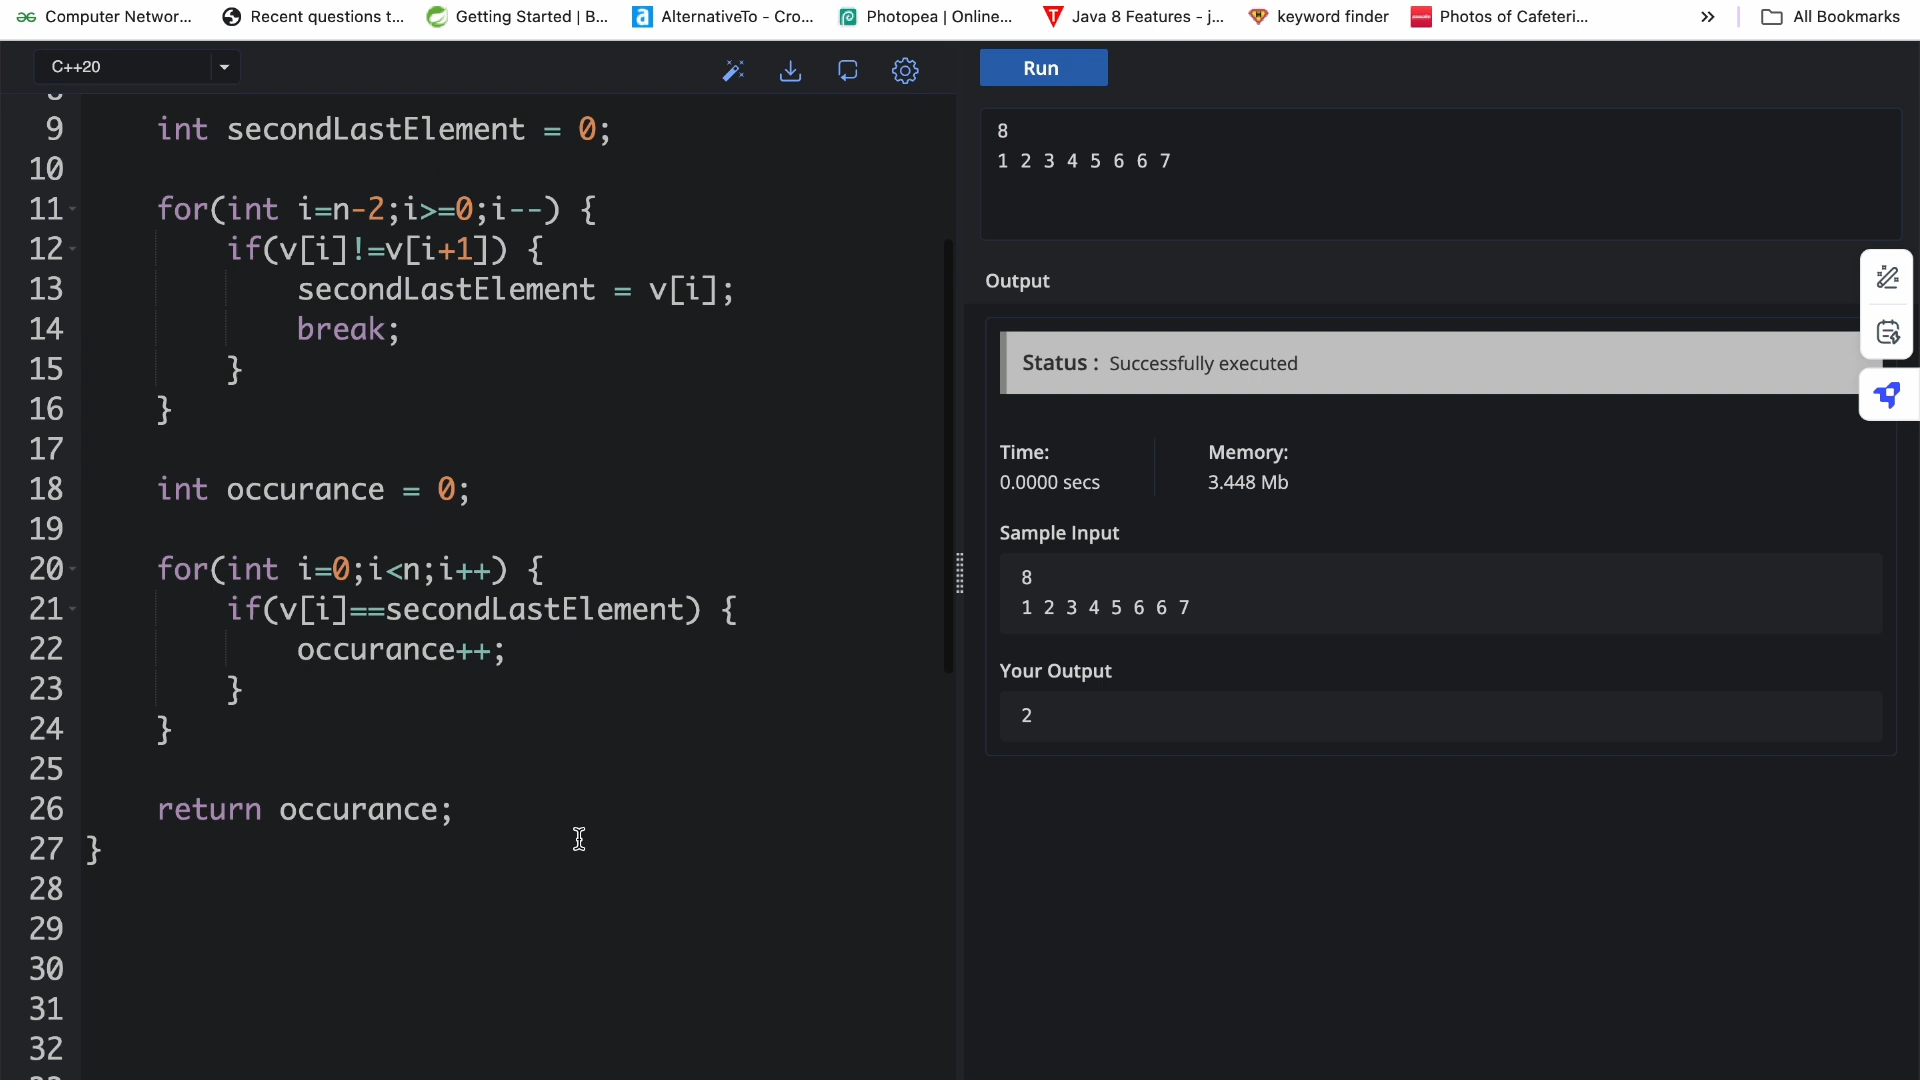 Computer Networ... Recent questions t... Getting Started | B... AlternativeTo - Cro... Photopea | Online... Java 8 Features - j... keyword finder Photos of Cafeteri... » All Bookmarks
C++20
Run
9 int secondLastElement = 0;
10
11 for(int i=n-2;i>=0;i--) {
12 if(v[i]!=v[i+1]) {
13 secondLastElement = v[i];
14 break;
15 }
16 }
17
18 int occurance = 0;
19
20 for(int i=0;i<n;i++) {
21 if(v[i]==secondLastElement) {
22 occurance++;
23 }
24 }
25
26 return occurance;
27 }
28
29
30
31
32
8
1 2 3 4 5 6 6 7
Output
Status : Successfully executed
Time: Memory:
0.0000 secs 3.448 Mb
Sample Input
8
1 2 3 4 5 6 6 7
Your Output
2